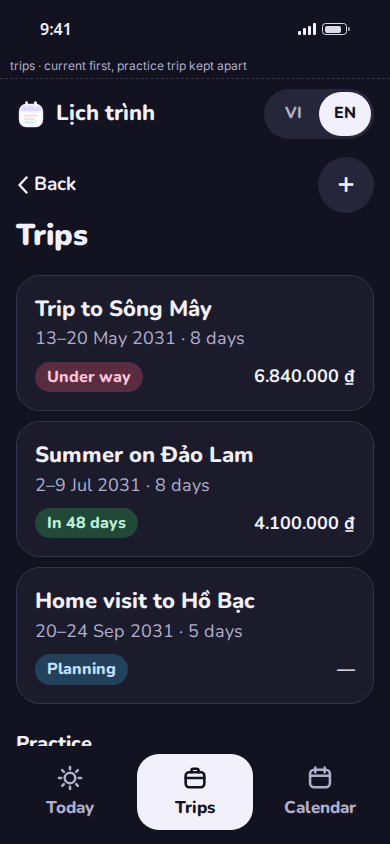 9:41
trips · current first, practice trip kept apart
Lịch trình
VI EN
Back
+
Trips
Trip to Sông Mây
13–20 May 2031 · 8 days
Under way 6.840.000 ₫
Summer on Đảo Lam
2–9 Jul 2031 · 8 days
In 48 days 4.100.000 ₫
Home visit to Hồ Bạc
20–24 Sep 2031 · 5 days
Planning —
Practice
Today Trips Calendar